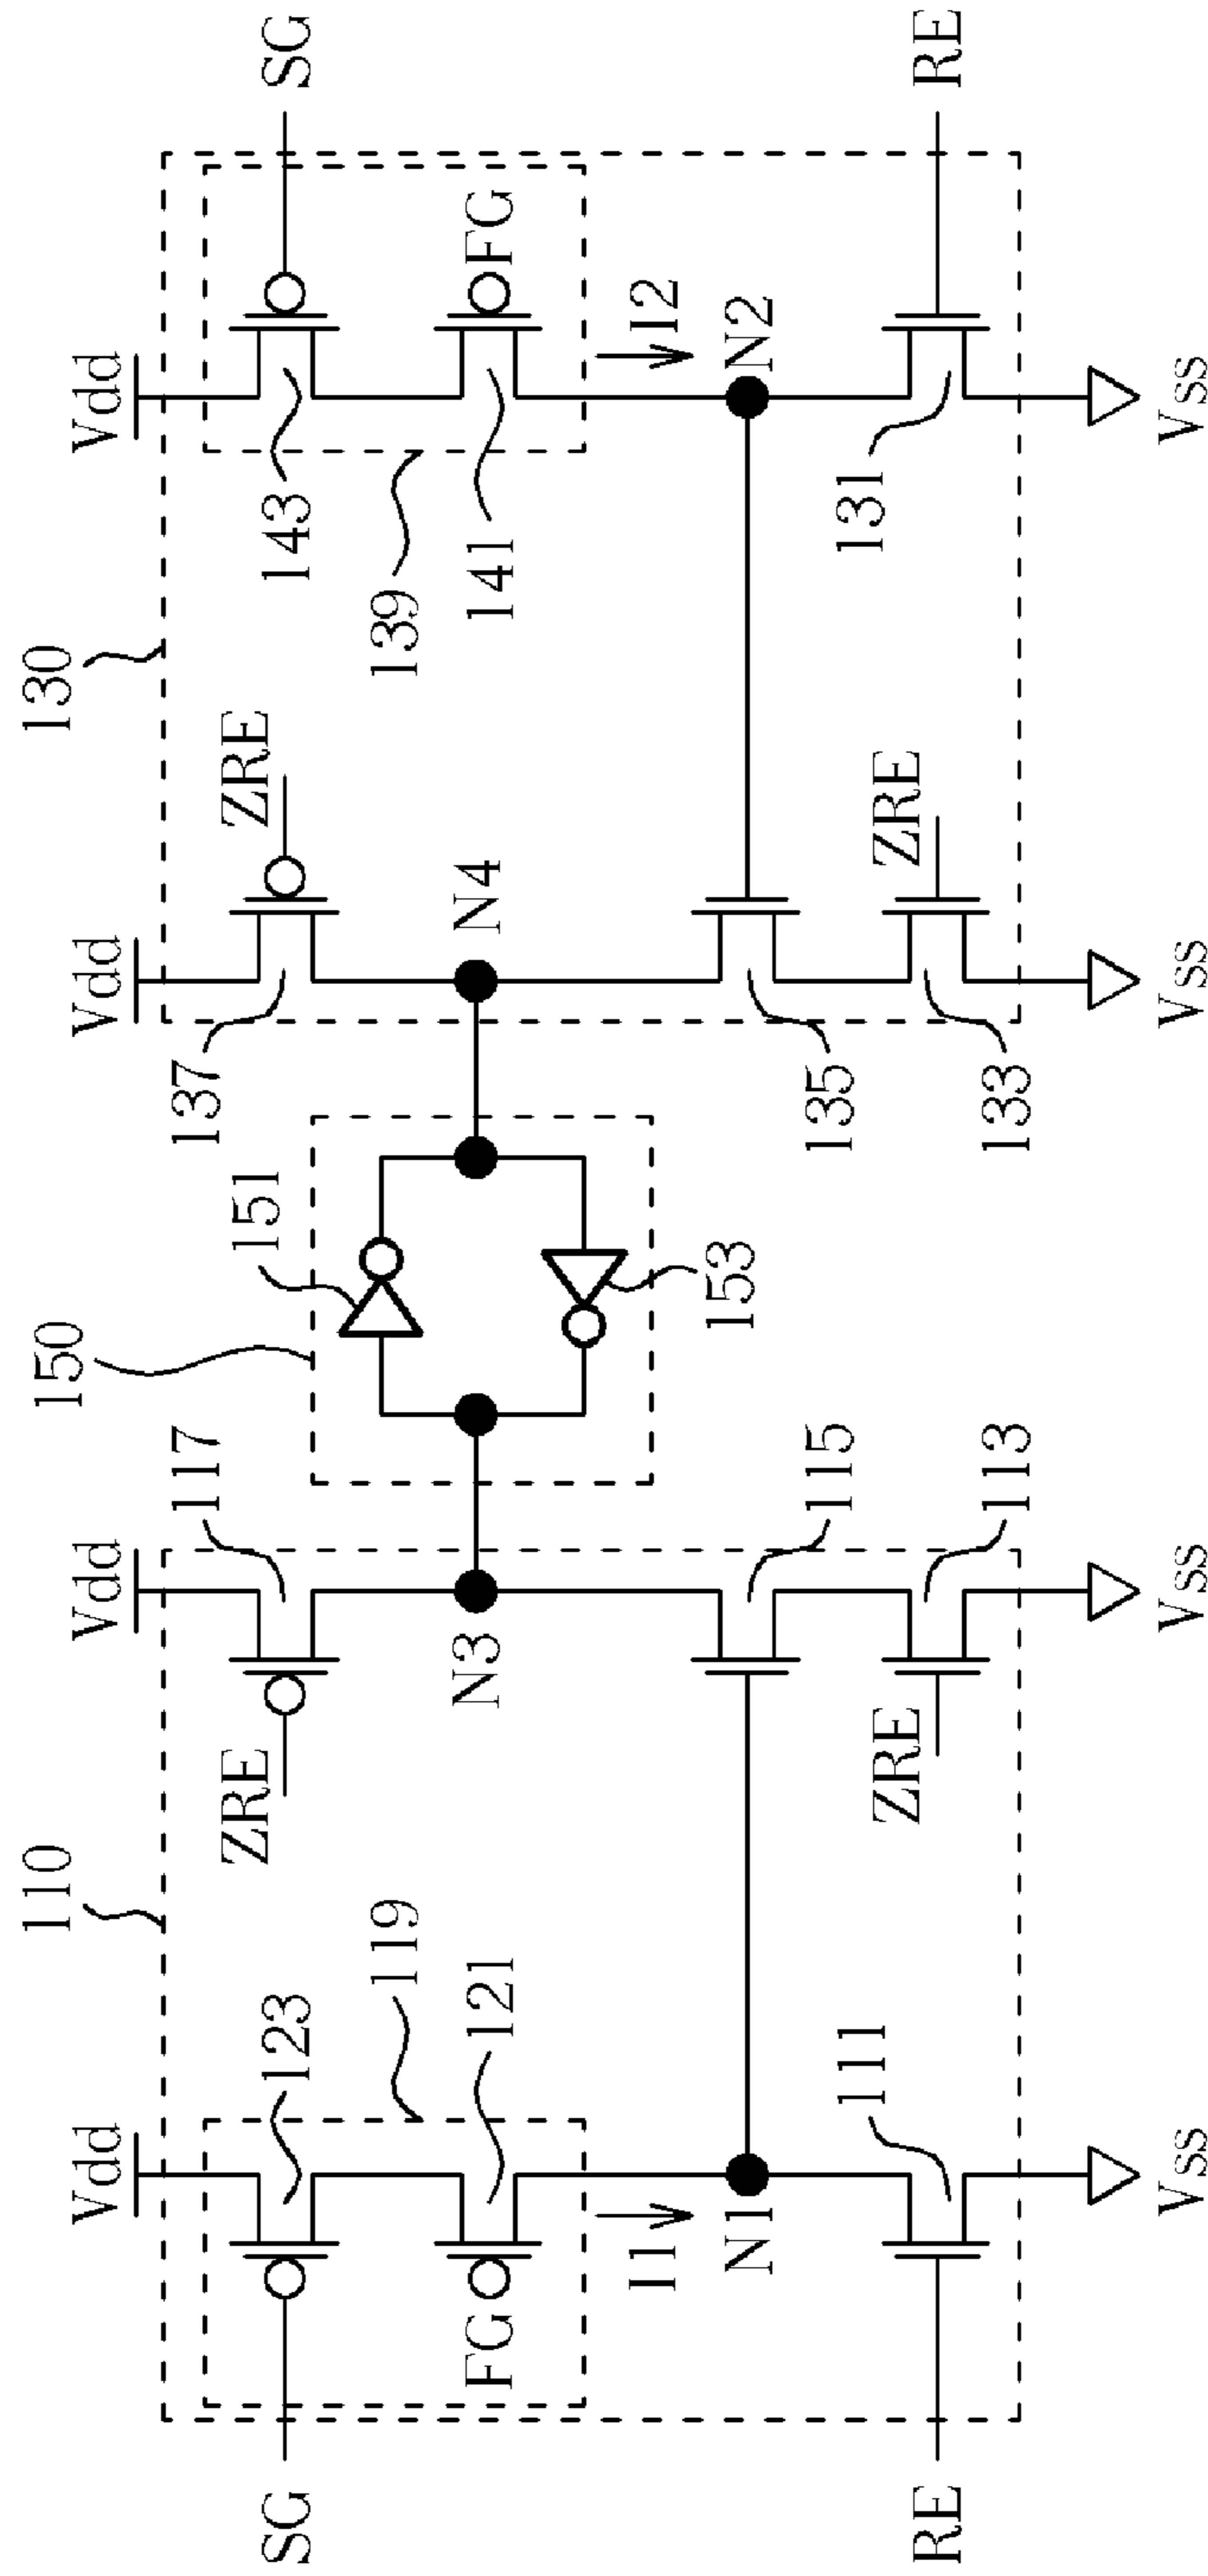 110
150
130
Vdd
Vdd
Vdd
Vdd
117
137
ZRE
151
ZRE
SG
123
143
SG
119
139
FG
121
N3
N4
141
FG
I1
I2
N1
153
N2
111
115
135
131
ZRE
ZRE
RE
RE
113
133
Vss
Vss
Vss
Vss